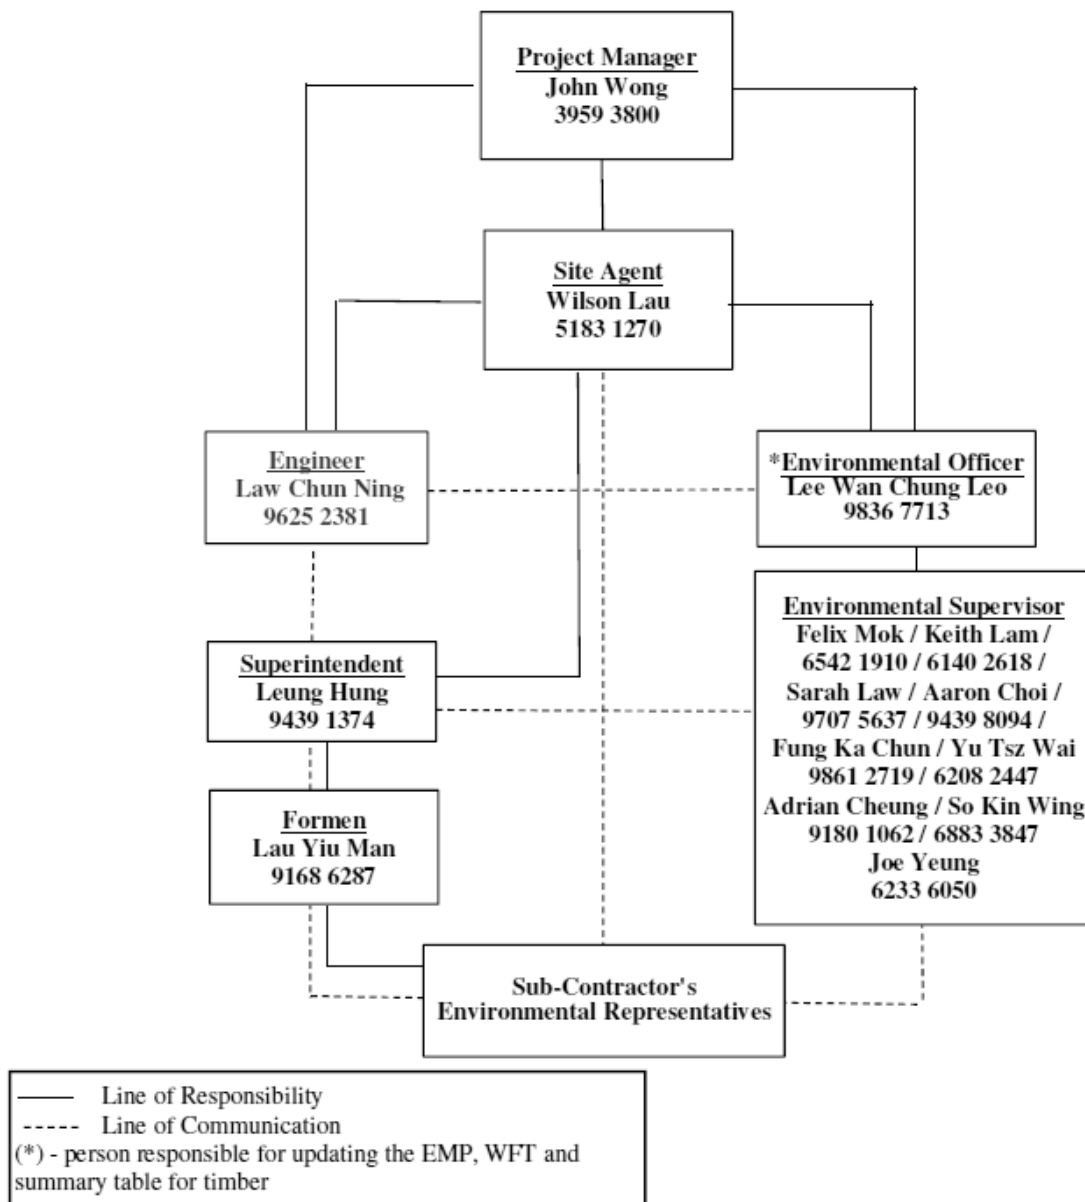 Project Manager
John Wong
3959 3800
Site Agent
Wilson Lau
5183 1270
Engineer
Law Chun Ning
9625 2381
*Environmental Officer
Lee Wan Chung Leo
9836 7713
Environmental Supervisor
Felix Mok / Keith Lam /
6542 1910 / 6140 2618 /
Sarah Law / Aaron Choi /
9707 5637 / 9439 8094 /
Fung Ka Chun / Yu Tsz Wai
9861 2719 / 6208 2447
Adrian Cheung / So Kin Wing
9180 1062 / 6883 3847
Joe Yeung
6233 6050
Superintendent
Leung Hung
9439 1374
Formen
Lau Yiu Man
9168 6287
Sub-Contractor's
Environmental Representatives
Line of Responsibility
Line of Communication
(*) - person responsible for updating the EMP, WFT and
summary table for timber